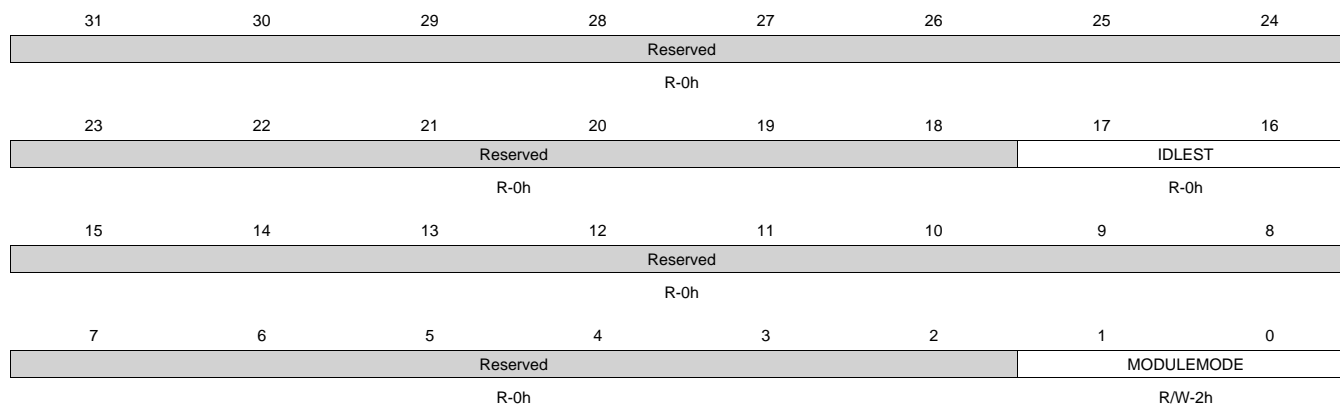 31 30 29 28 27 26 25 24
Reserved
R-0h
23 22 21 20 19 18 17 16
Reserved IDLEST
R-0h R-0h
15 14 13 12 11 10 9 8
Reserved
R-0h
7 6 5 4 3 2 1 0
Reserved MODULEMODE
R-0h R/W-2h